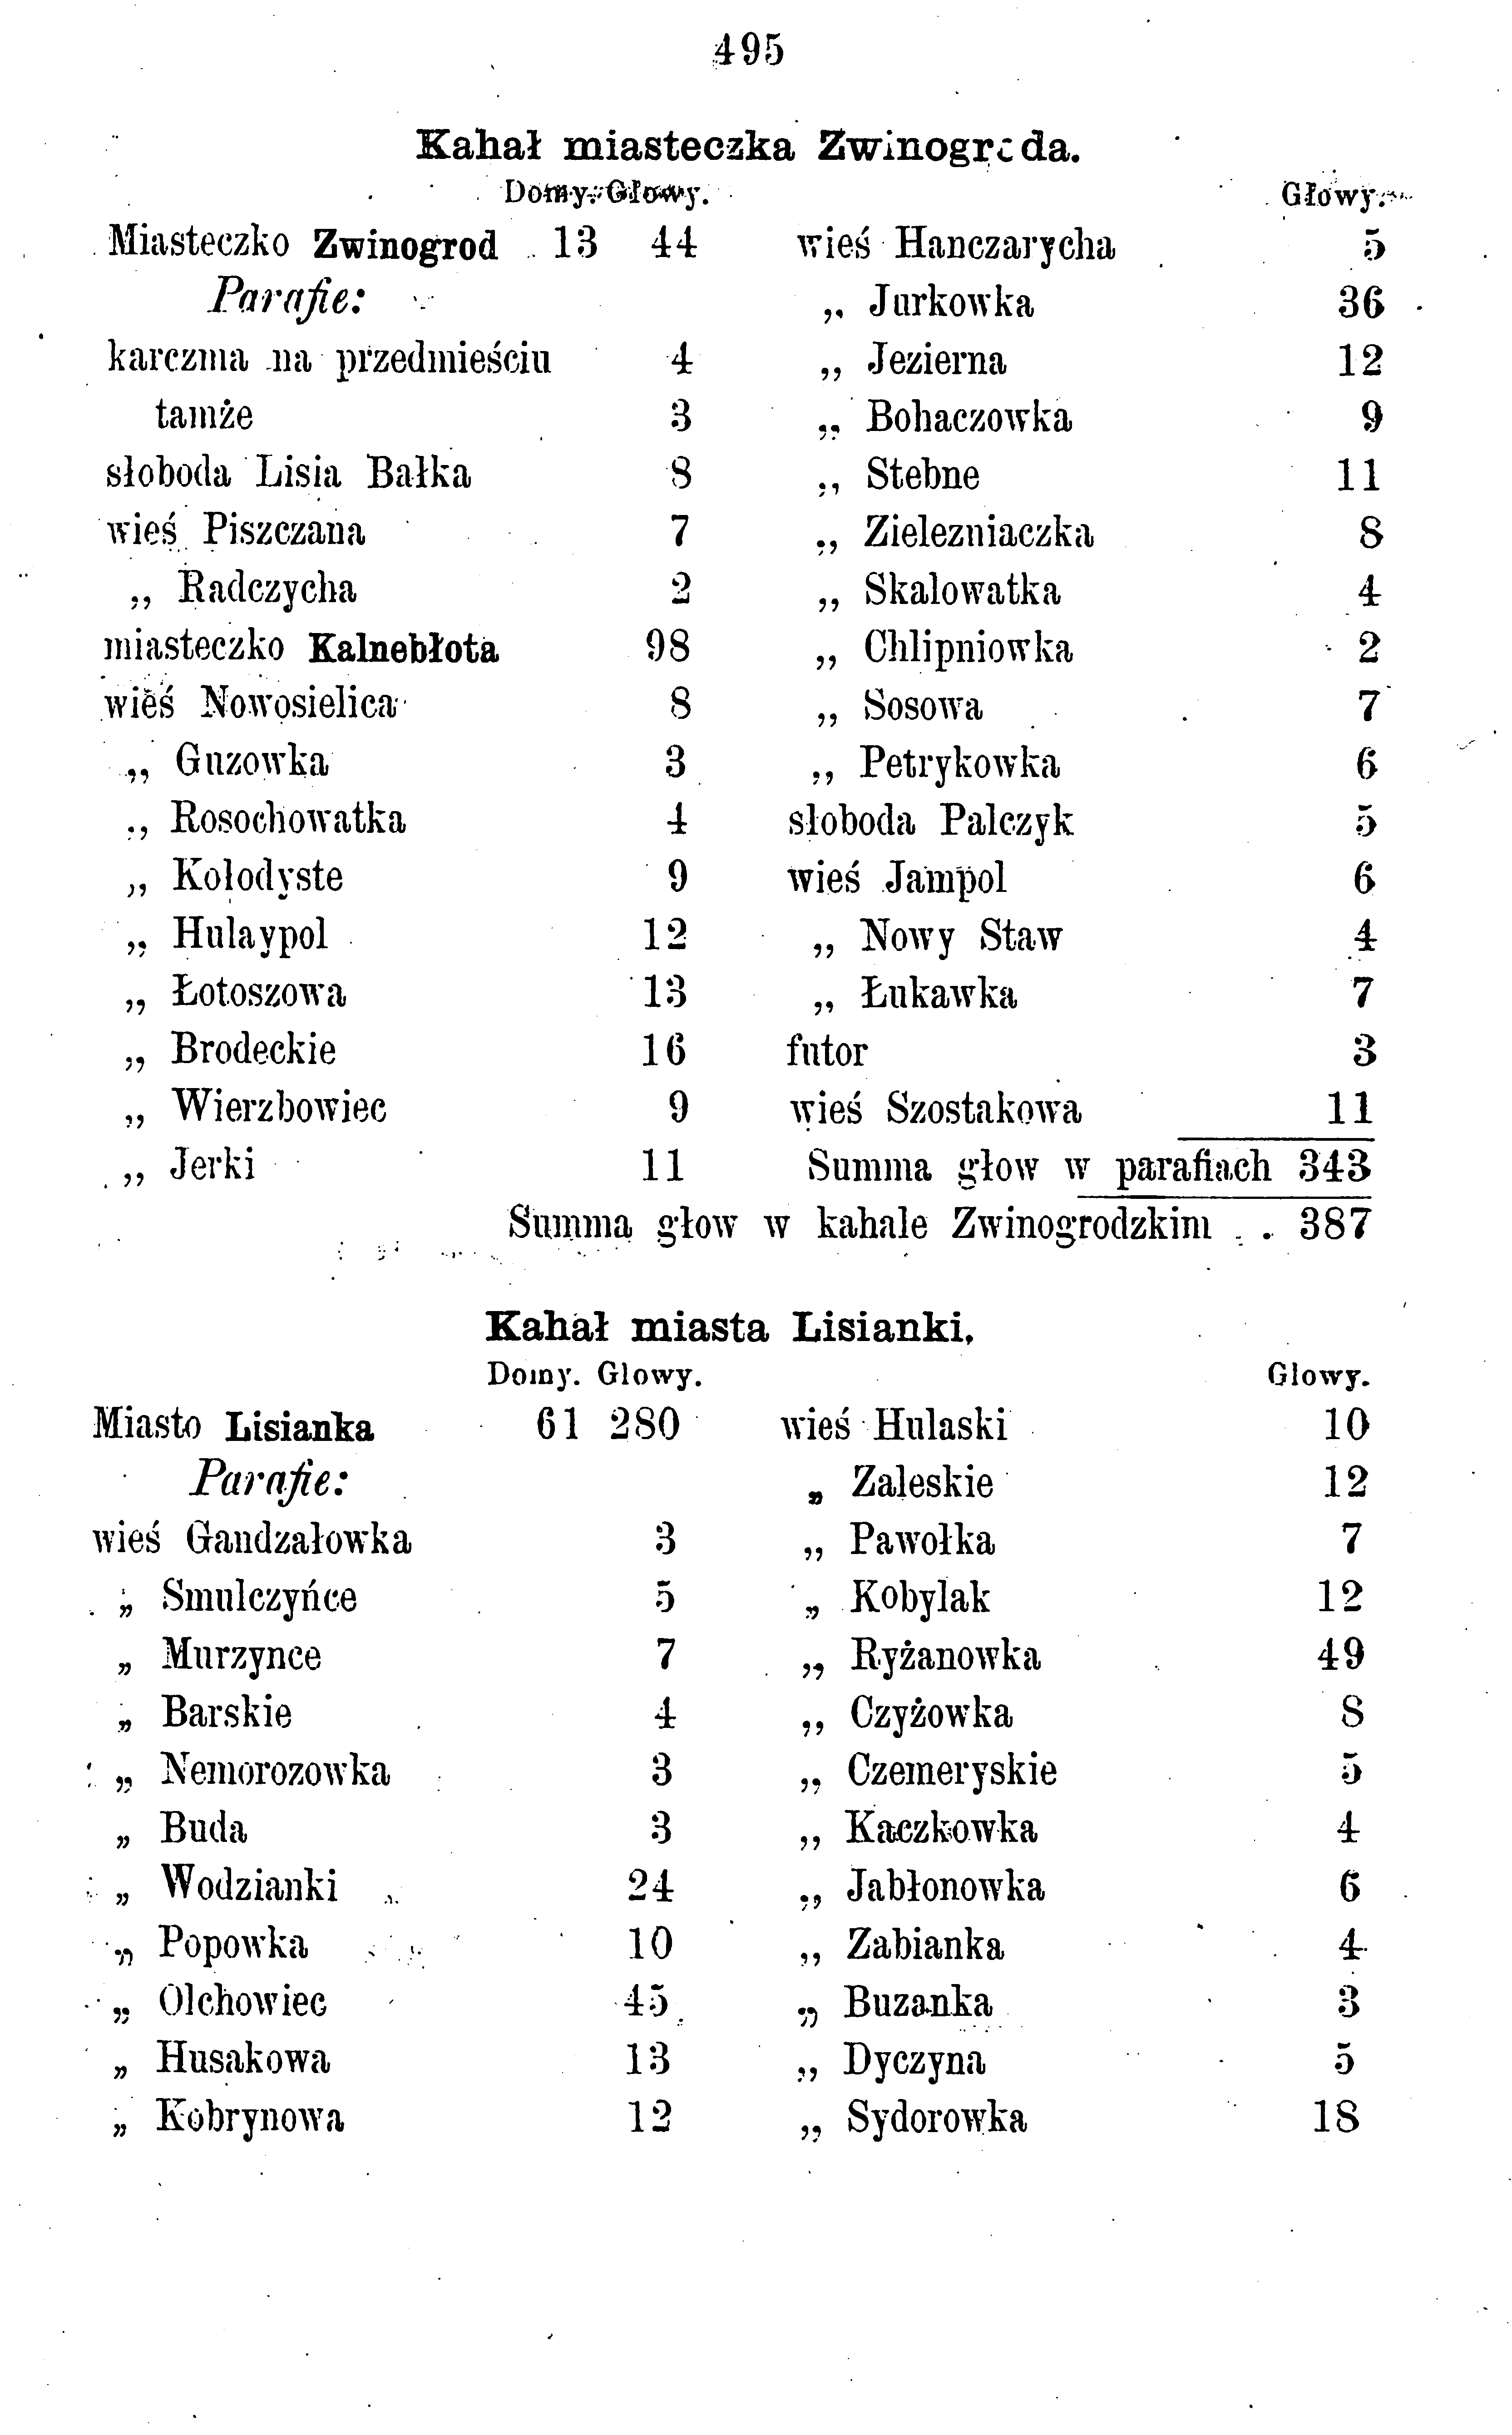 495
Kahał miasteczka Zwinogroda.
Domy. Głowy.
Miasteczko Zwinogrod 13 44
Parafie:
karczma na przedmieściu 4
tamże 3
słoboda Lisia Bałka 8
wieś Piszczana 7
„ Radczycha 2
miasteczko Kalnebłota 98
wieś Nowosielica 8
„ Guzowka 3
„ Rosochowatka 4
„ Kołodyste 9
„ Hulaypol 12
„ Łotoszowa 13
„ Brodeckie 16
„ Wierzbowiec 9
„ Jerki 11
Głowy.
wieś Hanczarycha 5
„ Jurkowka 36
„ Jezierna 12
„ Bohaczowka 9
„ Stebne 11
„ Zielezniaczka 8
„ Skalowatka 4
„ Chlipniowka 2
„ Sosowa 7
„ Petrykowka 6
słoboda Palczyk 5
wieś Jampol 6
„ Nowy Staw 4
„ Łukawka 7
futor 3
wieś Szostakowa 11
Summa głow w parafiach 343
Summa głow w kahale Zwinogrodzkim . . 387
Kahał miasta Lisianki.
Domy. Glowy.
Miasto Lisianka 61 280
Parafie:
wieś Gandzałowka 3
„ Smulczyńce 5
„ Murzynce 7
„ Barskie 4
„ Nemorozowka 3
„ Buda 3
„ Wodzianki 24
„ Popowka 10
„ Olchowiec 45
„ Husakowa 13
„ Kobrynowa 12
Glowy.
wieś Hulaski 10
„ Zaleskie 12
„ Pawołka 7
„ Kobylak 12
„ Ryżanowka 49
„ Czyżowka 8
„ Czemeryskie 5
„ Kaczkowka 4
„ Jabłonowka 6
„ Zabianka 4
„ Buzanka 3
„ Dyczyna 5
„ Sydorowka 18